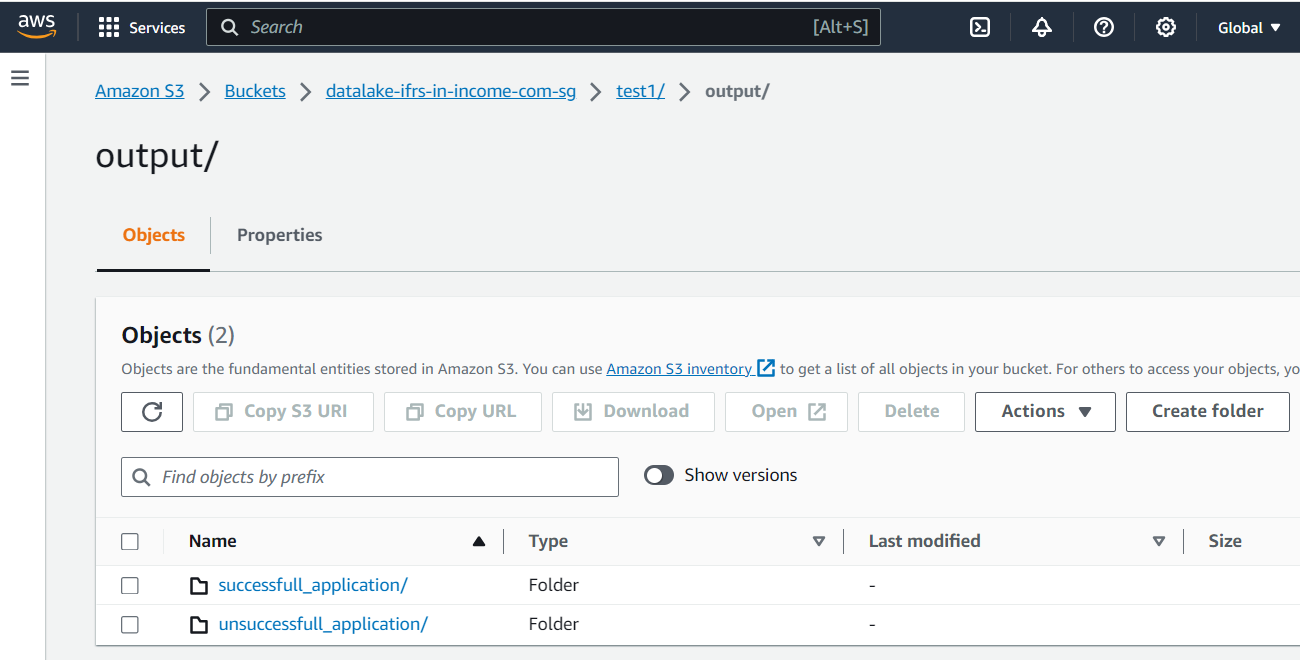 aws Services Search [Alt+S] Global
Amazon S3 Buckets datalake-ifrs-in-income-com-sg test1/ output/
output/
Objects Properties
Objects (2)
Objects are the fundamental entities stored in Amazon S3. You can use Amazon S3 inventory to get a list of all objects in your bucket. For others to access your objects, yo
Copy S3 URI Copy URL Download Open Delete Actions Create folder
Find objects by prefix Show versions
Name Type Last modified Size
successfull_application/ Folder -
unsuccessfull_application/ Folder -